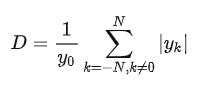 D = \frac{1}{y_0} \sum_{k=-N, k \neq 0}^{N} |y_k|